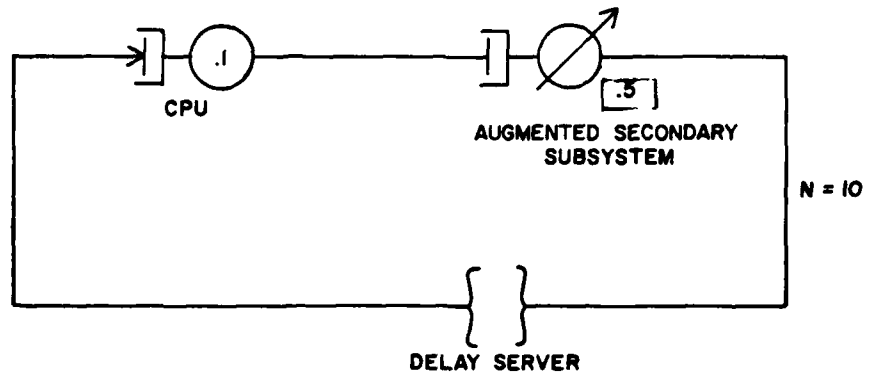 .1
CPU
.5
AUGMENTED SECONDARY
SUBSYSTEM
N = 10
DELAY SERVER